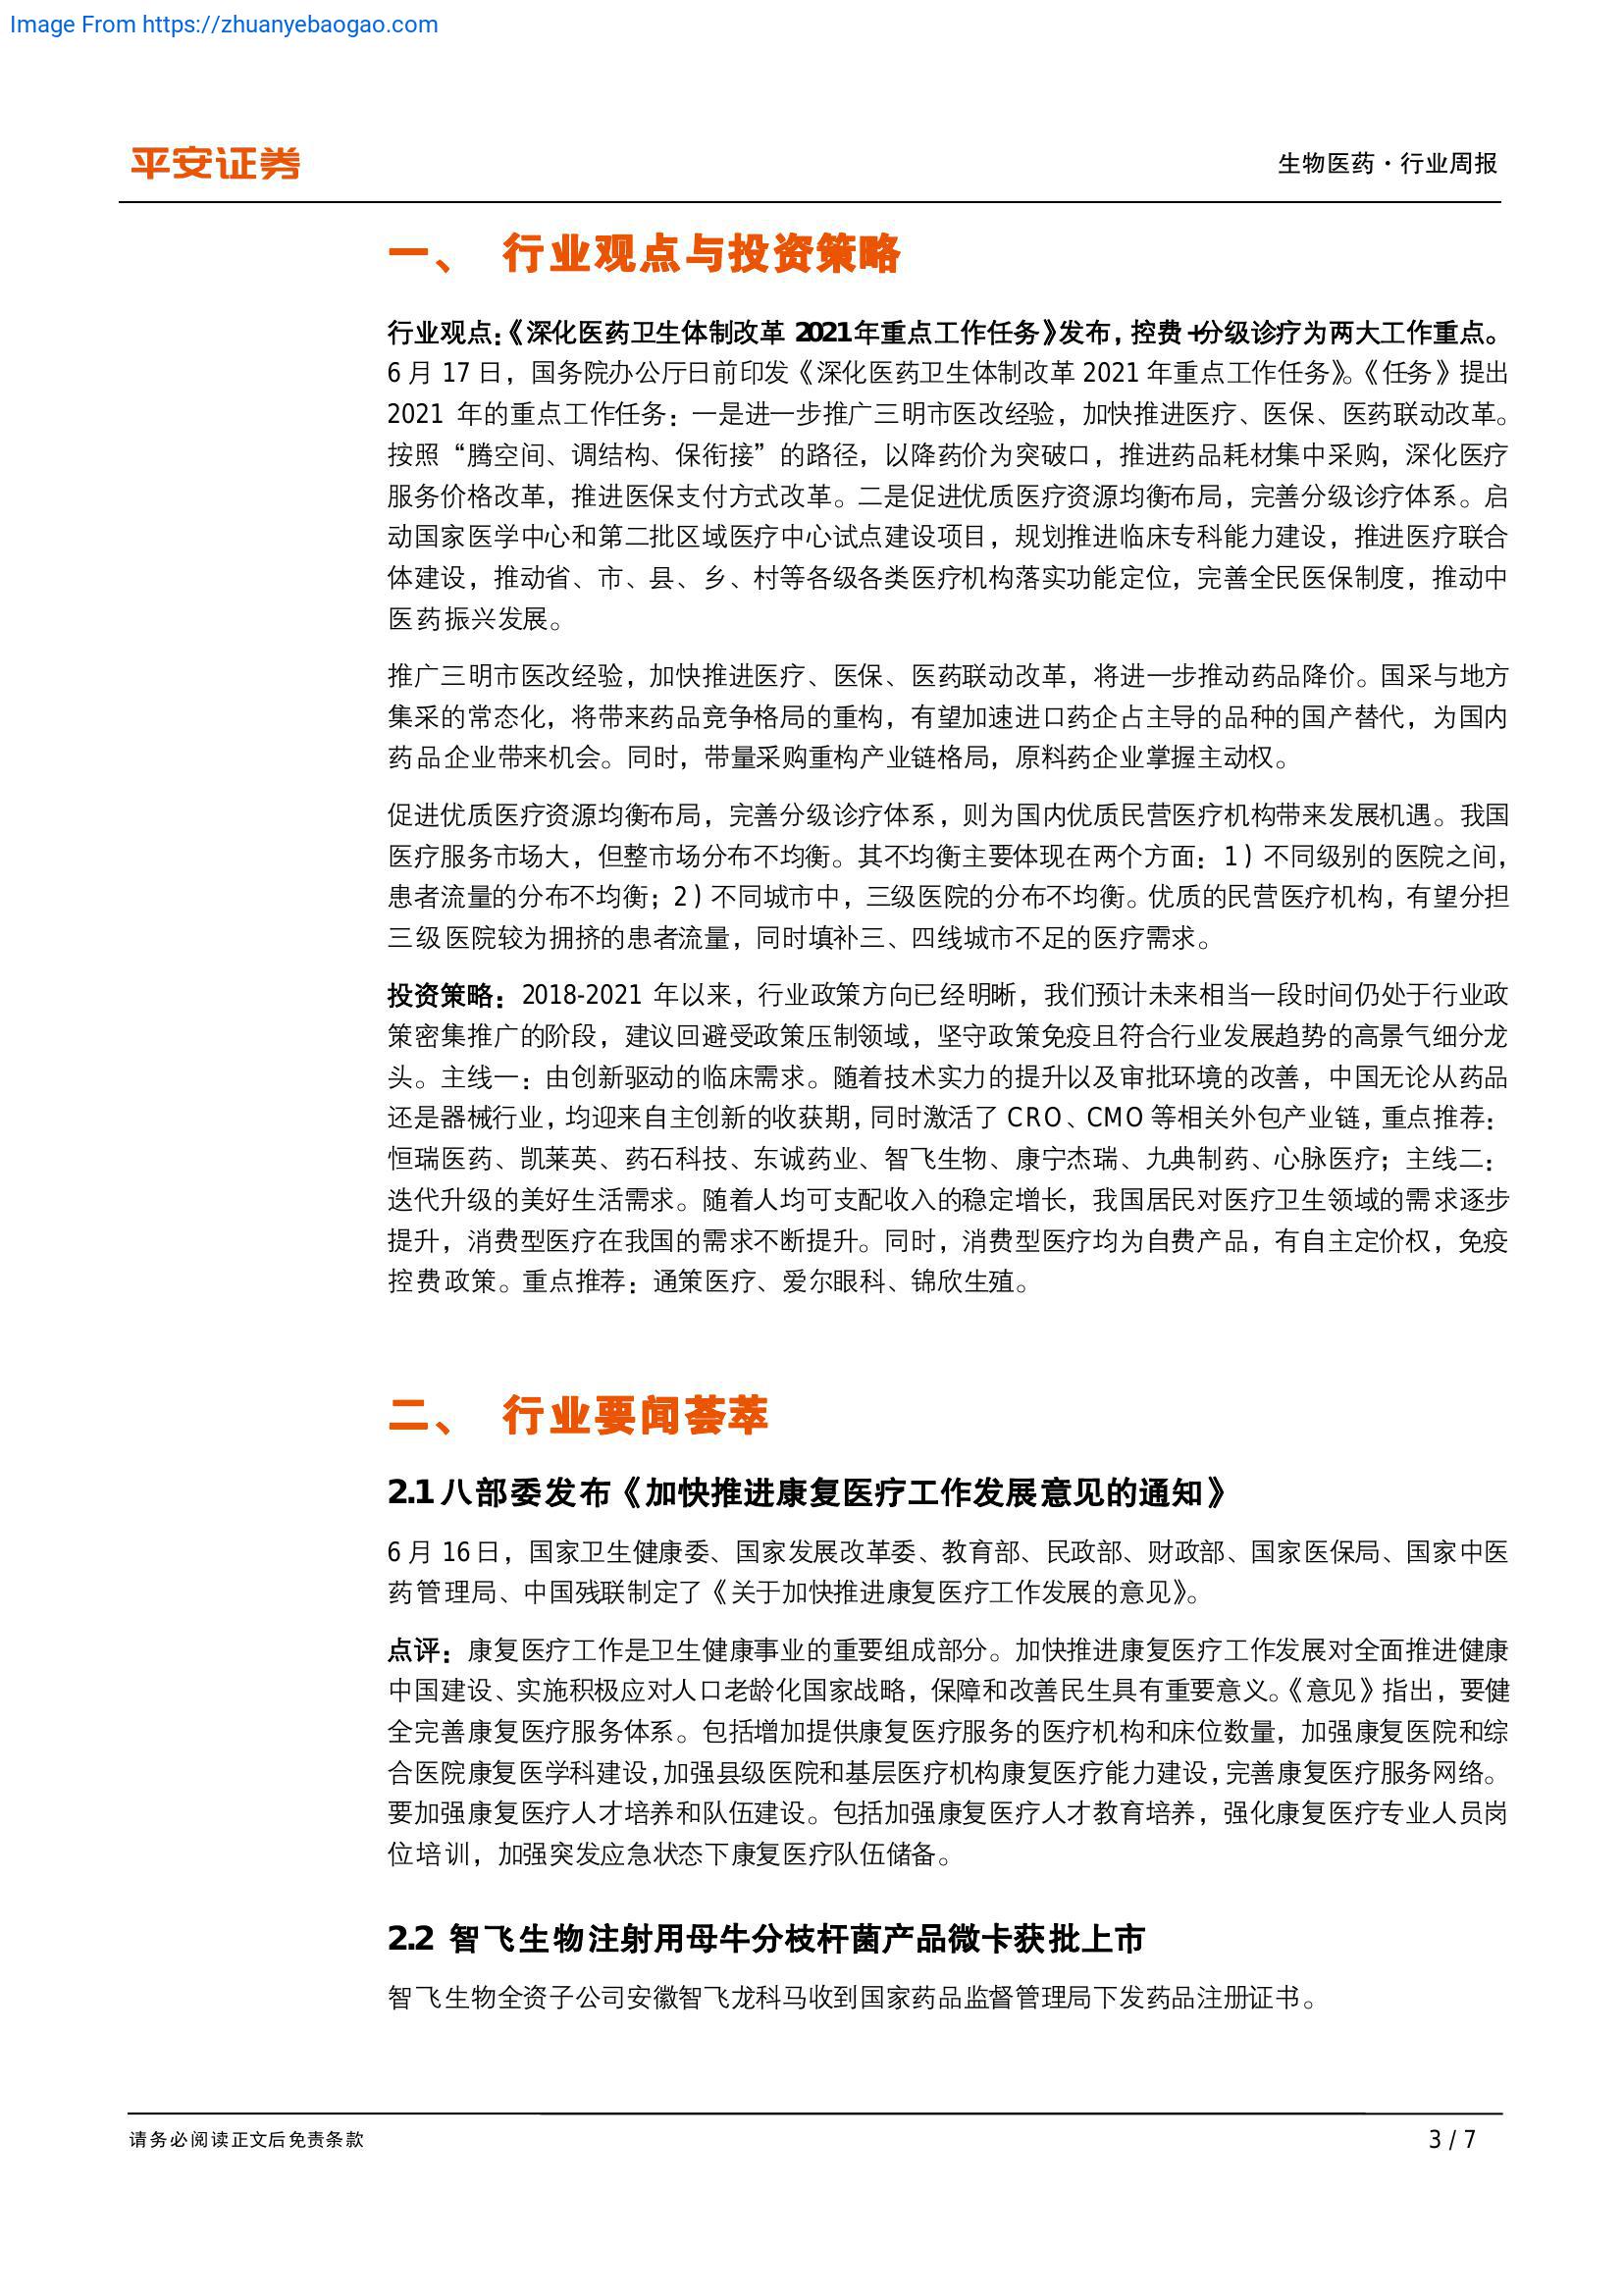 Image From https://zhuanyebaogao.com
平安证券
生物医药·行业周报
一、 行业观点与投资策略
行业观点：《深化医药卫生体制改革 2021 年重点工作任务》发布，控费+分级诊疗为两大工作重点。
6 月 17 日，国务院办公厅日前印发《深化医药卫生体制改革 2021 年重点工作任务》。《任务》提出
2021 年的重点工作任务：一是进一步推广三明市医改经验，加快推进医疗、医保、医药联动改革。
按照“腾空间、调结构、保衔接”的路径，以降药价为突破口，推进药品耗材集中采购，深化医疗
服务价格改革，推进医保支付方式改革。二是促进优质医疗资源均衡布局，完善分级诊疗体系。启
动国家医学中心和第二批区域医疗中心试点建设项目，规划推进临床专科能力建设，推进医疗联合
体建设，推动省、市、县、乡、村等各级各类医疗机构落实功能定位，完善全民医保制度，推动中
医药振兴发展。
推广三明市医改经验，加快推进医疗、医保、医药联动改革，将进一步推动药品降价。国采与地方
集采的常态化，将带来药品竞争格局的重构，有望加速进口药企占主导的品种的国产替代，为国内
药品企业带来机会。同时，带量采购重构产业链格局，原料药企业掌握主动权。
促进优质医疗资源均衡布局，完善分级诊疗体系，则为国内优质民营医疗机构带来发展机遇。我国
医疗服务市场大，但整市场分布不均衡。其不均衡主要体现在两个方面：1）不同级别的医院之间，
患者流量的分布不均衡；2）不同城市中，三级医院的分布不均衡。优质的民营医疗机构，有望分担
三级医院较为拥挤的患者流量，同时填补三、四线城市不足的医疗需求。
投资策略：2018-2021 年以来，行业政策方向已经明晰，我们预计未来相当一段时间仍处于行业政
策密集推广的阶段，建议回避受政策压制领域，坚守政策免疫且符合行业发展趋势的高景气细分龙
头。主线一：由创新驱动的临床需求。随着技术实力的提升以及审批环境的改善，中国无论从药品
还是器械行业，均迎来自主创新的收获期，同时激活了 CRO、CMO 等相关外包产业链，重点推荐：
恒瑞医药、凯莱英、药石科技、东诚药业、智飞生物、康宁杰瑞、九典制药、心脉医疗；主线二：
迭代升级的美好生活需求。随着人均可支配收入的稳定增长，我国居民对医疗卫生领域的需求逐步
提升，消费型医疗在我国的需求不断提升。同时，消费型医疗均为自费产品，有自主定价权，免疫
控费政策。重点推荐：通策医疗、爱尔眼科、锦欣生殖。
二、 行业要闻荟萃
2.1 八部委发布《加快推进康复医疗工作发展意见的通知》
6 月 16 日，国家卫生健康委、国家发展改革委、教育部、民政部、财政部、国家医保局、国家中医
药管理局、中国残联制定了《关于加快推进康复医疗工作发展的意见》。
点评：康复医疗工作是卫生健康事业的重要组成部分。加快推进康复医疗工作发展对全面推进健康
中国建设、实施积极应对人口老龄化国家战略，保障和改善民生具有重要意义。《意见》指出，要健
全完善康复医疗服务体系。包括增加提供康复医疗服务的医疗机构和床位数量，加强康复医院和综
合医院康复医学科建设，加强县级医院和基层医疗机构康复医疗能力建设，完善康复医疗服务网络。
要加强康复医疗人才培养和队伍建设。包括加强康复医疗人才教育培养，强化康复医疗专业人员岗
位培训，加强突发应急状态下康复医疗队伍储备。
2.2 智飞生物注射用母牛分枝杆菌产品微卡获批上市
智飞生物全资子公司安徽智飞龙科马收到国家药品监督管理局下发药品注册证书。
请务必阅读正文后免责条款
3 / 7